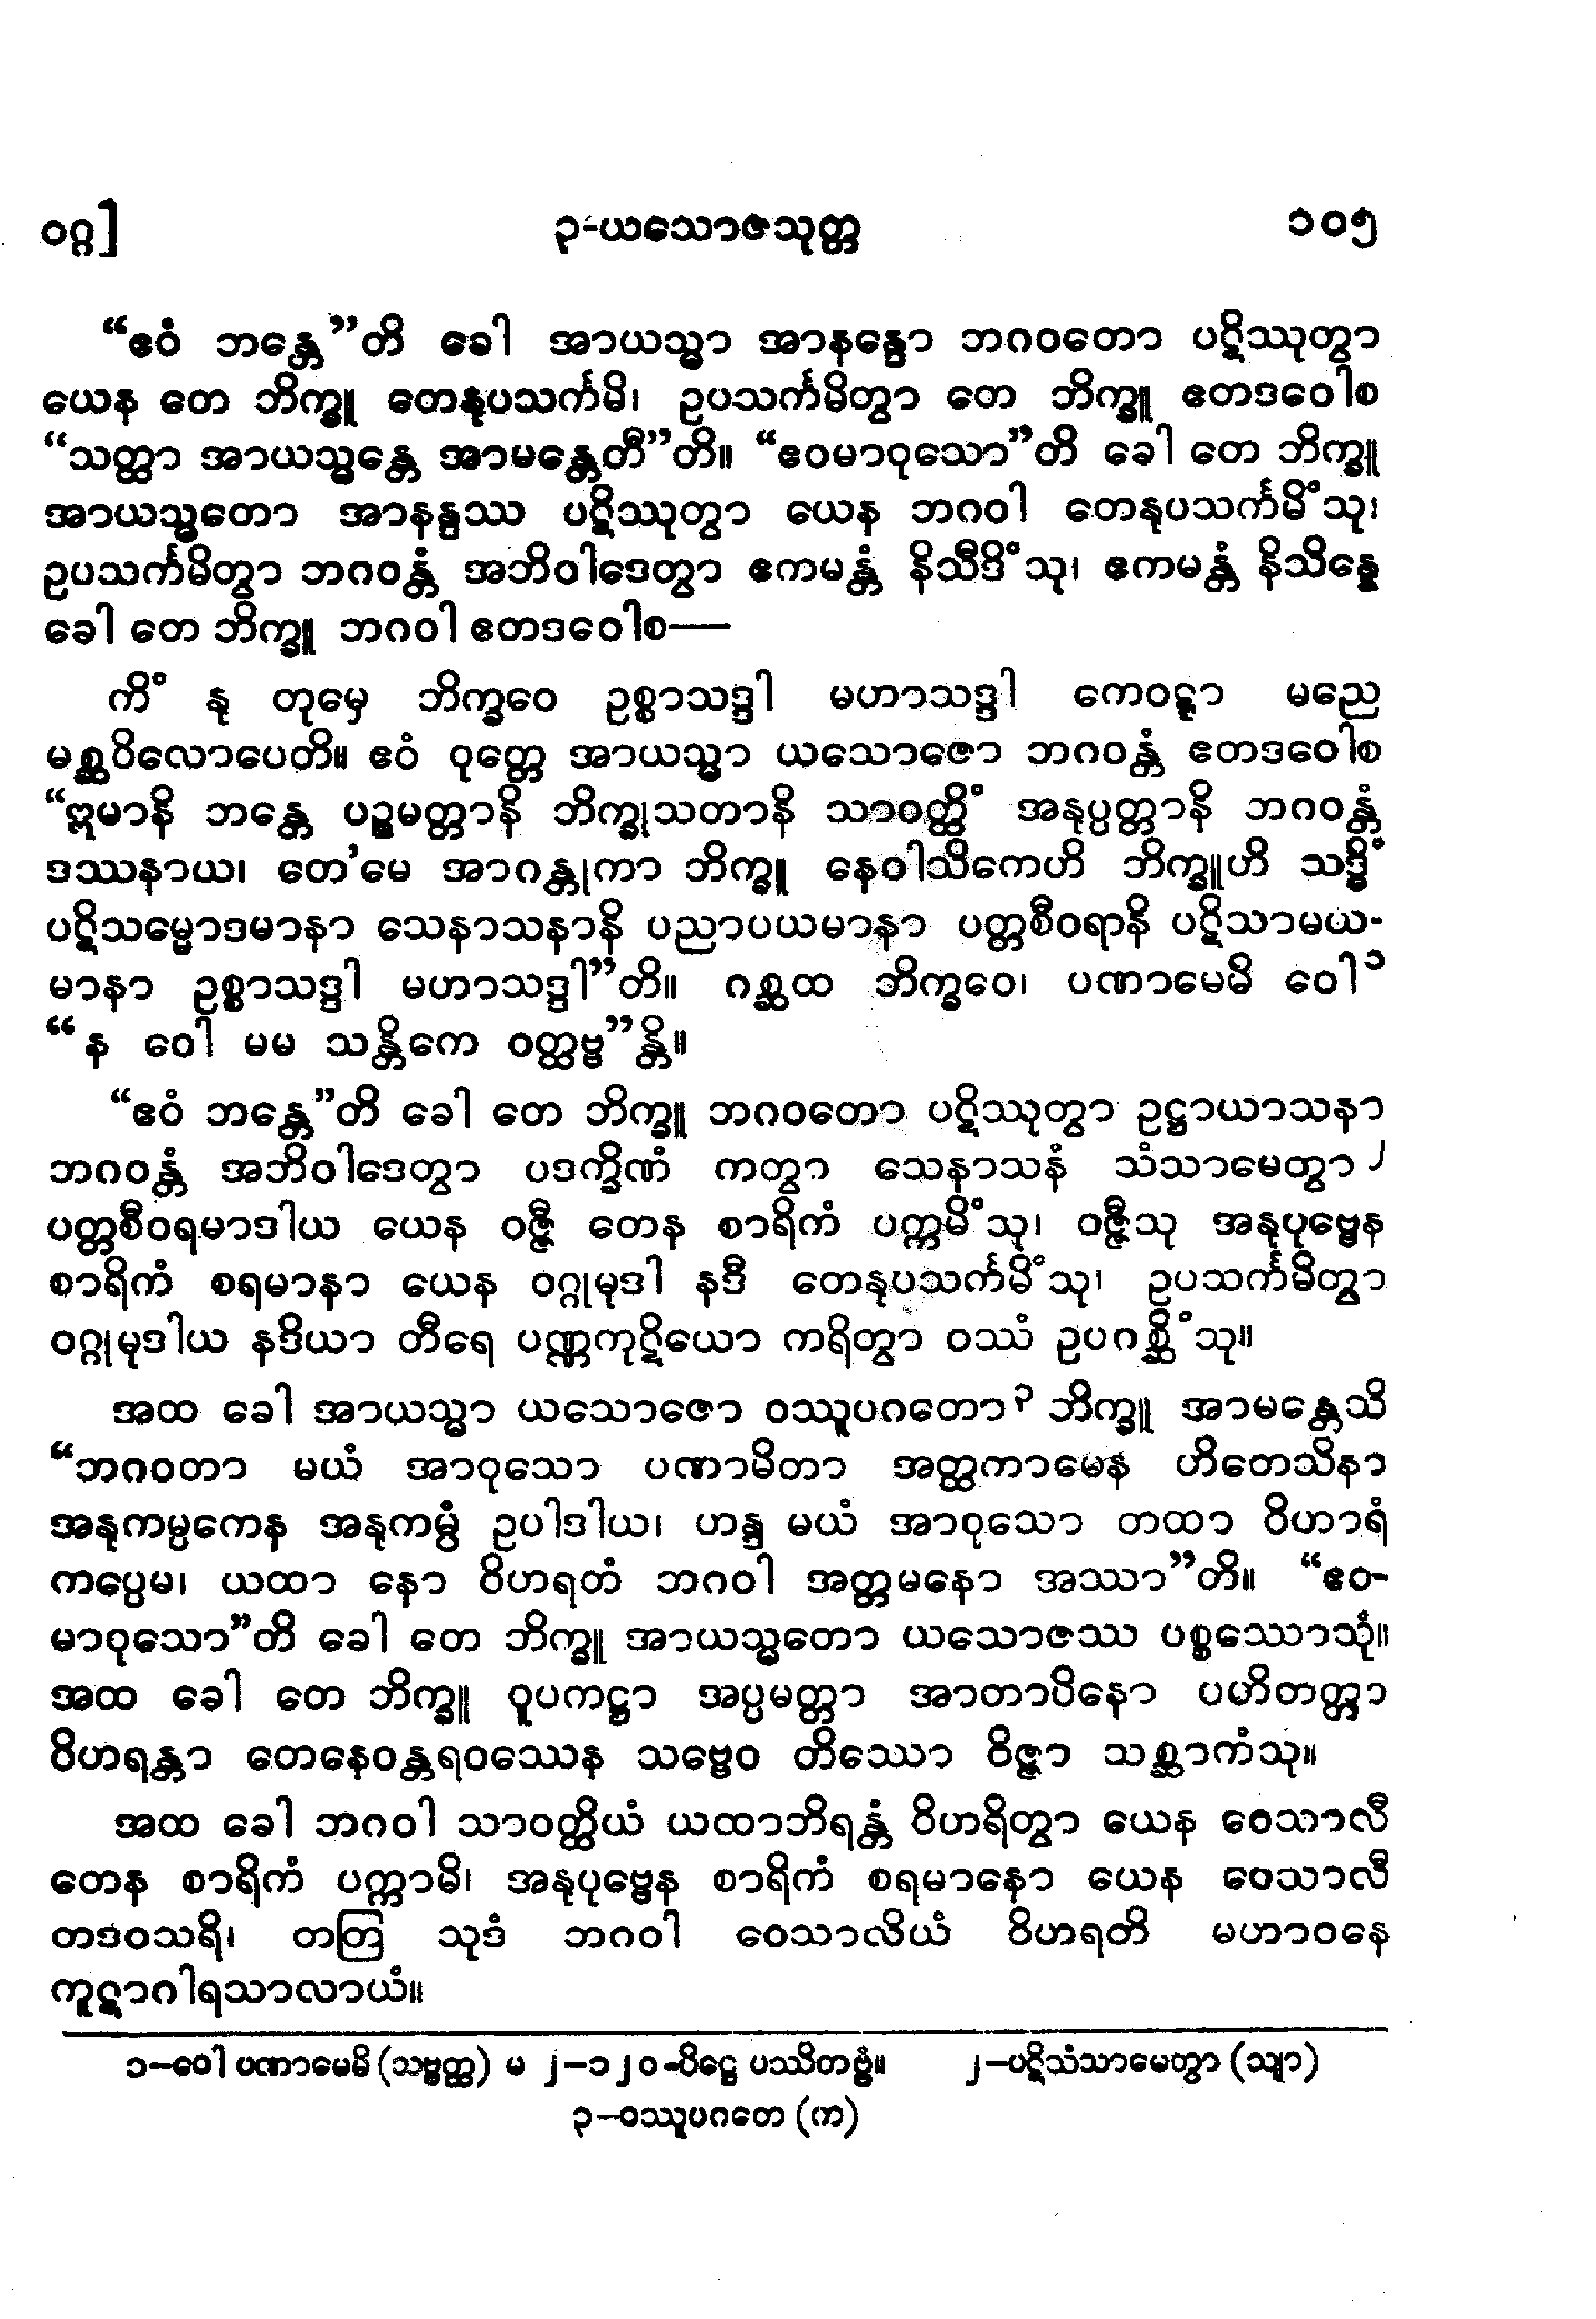 ဝဂ္ဂ]
၃-ယသောဇသုတ္တ
၁၀၅
“ဧဝံ ဘန္တေ”တိ ခေါ အာယသ္မာ အာနန္ဒော ဘဂဝတော ပဋိဿုတွာ
ယေန တေ ဘိက္ခူ တေနုပသင်္ကမိ၊ ဥပသင်္ကမိတွာ တေ ဘိက္ခူ ဧတဒဝေါစ
“သတ္ထာ အာယသ္မန္တေ အာမန္တေတီ”တိ။ “ဧဝမာဝုသော”တိ ခေါ တေ ဘိက္ခူ
အာယသ္မတော အာနန္ဒဿ ပဋိဿုတွာ ယေန ဘဂဝါ တေနုပသင်္ကမိံသု၊
ဥပသင်္ကမိတွာ ဘဂဝန္တံ အဘိဝါဒေတွာ ဧကမန္တံ နိသီဒိံသု၊ ဧကမန္တံ နိသိန္နေ
ခေါ တေ ဘိက္ခူ ဘဂဝါ ဧတဒဝေါစ—
ကိံ နု တုမှေ ဘိက္ခဝေ ဥစ္စာသဒ္ဒါ မဟာသဒ္ဒါ ကေဝဋ္ဋာ မညေ
မစ္ဆဝိလောပေတိ။ ဧဝံ ဝုတ္တေ အာယသ္မာ ယသောဇော ဘဂဝန္တံ ဧတဒဝေါစ
“ဣမာနိ ဘန္တေ ပဉ္စမတ္တာနိ ဘိက္ခုသတာနိ သာဝတ္ထိံ အနုပ္ပတ္တာနိ ဘဂဝန္တံ
ဒဿနာယ၊ တေ’မေ အာဂန္တုကာ ဘိက္ခူ နေဝါသိကေဟိ ဘိက္ခူဟိ သဒ္ဓိံ
ပဋိသမ္မောဒမာနာ သေနာသနာနိ ပညာပယမာနာ ပတ္တစီဝရာနိ ပဋိသာမယ-
မာနာ ဥစ္စာသဒ္ဒါ မဟာသဒ္ဒါ”တိ။ ဂစ္ဆထ ဘိက္ခဝေ၊ ပဏာမေမိ ဝေါ၁
“န ဝေါ မမ သန္တိကေ ဝတ္ထဗ္ဗ”န္တိ။
“ဧဝံ ဘန္တေ”တိ ခေါ တေ ဘိက္ခူ ဘဂဝတော ပဋိဿုတွာ ဥဋ္ဌာယာသနာ
ဘဂဝန္တံ အဘိဝါဒေတွာ ပဒက္ခိဏံ ကတွာ သေနာသနံ သံသာမေတွာ၂
ပတ္တစီဝရမာဒါယ ယေန ဝဇ္ဇီ တေန စာရိကံ ပက္ကမိံသု၊ ဝဇ္ဇီသု အနုပုဗ္ဗေန
စာရိကံ စရမာနာ ယေန ဝဂ္ဂုမုဒါ နဒီ တေနုပသင်္ကမိံသု၊ ဥပသင်္ကမိတွာ
ဝဂ္ဂုမုဒါယ နဒိယာ တီရေ ပဏ္ဏကုဋိယော ကရိတွာ ဝဿံ ဥပဂစ္ဆိံသု။
အထ ခေါ အာယသ္မာ ယသောဇော ဝဿူပဂတော၃ ဘိက္ခူ အာမန္တေသိ
“ဘဂဝတာ မယံ အာဝုသော ပဏာမိတာ အတ္ထကာမေန ဟိတေသိနာ
အနုကမ္ပကေန အနုကမ္ပံ ဥပါဒါယ၊ ဟန္ဒ မယံ အာဝုသော တထာ ဝိဟာရံ
ကပ္ပေမ၊ ယထာ နော ဝိဟရတံ ဘဂဝါ အတ္တမနော အဿာ”တိ။ “ဧဝ-
မာဝုသော”တိ ခေါ တေ ဘိက္ခူ အာယသ္မတော ယသောဇဿ ပစ္စဿောသုံ။
အထ ခေါ တေ ဘိက္ခူ ဝူပကဋ္ဌာ အပ္ပမတ္တာ အာတာပိနော ပဟိတတ္တာ
ဝိဟရန္တာ တေနေဝန္တရဝဿေန သဗ္ဗေဝ တိဿော ဝိဇ္ဇာ သစ္ဆာကံသု။
အထ ခေါ ဘဂဝါ သာဝတ္ထိယံ ယထာဘိရန္တံ ဝိဟရိတွာ ယေန ဝေသာလီ
တေန စာရိကံ ပက္ကာမိ၊ အနုပုဗ္ဗေန စာရိကံ စရမာနော ယေန ဝေသာလီ
တဒဝသရိ၊ တတြ သုဒံ ဘဂဝါ ဝေသာလိယံ ဝိဟရတိ မဟာဝနေ
ကူဋာဂါရသာလာယံ။
၁—ဝေါ ပဏာမေမိ (သဗ္ဗတ္ထ) မ ၂—၁၂၀-ပိဋ္ဌေ ပဿိတဗ္ဗံ။ ၂—ပဋိသံသာမေတွာ (သျာ)
၃—ဝဿူပဂတေ (က)